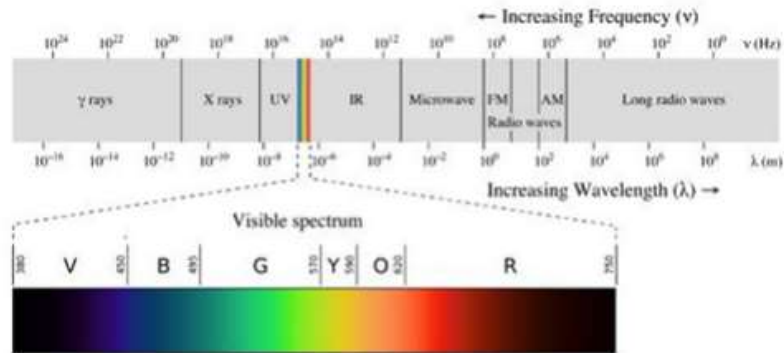 ← Increasing Frequency (ν)
10²⁴ 10²² 10²⁰ 10¹⁸ 10¹⁶ 10¹⁴ 10¹² 10¹⁰ 10⁸ 10⁶ 10⁴ 10² 10⁰ ν (Hz)
γ rays X rays UV IR Microwave FM AM Long radio waves
Radio waves
10⁻¹⁶ 10⁻¹⁴ 10⁻¹² 10⁻¹⁰ 10⁻⁸ 10⁻⁶ 10⁻⁴ 10⁻² 10⁰ 10² 10⁴ 10⁶ 10⁸ λ (m)
Increasing Wavelength (λ) →
Visible spectrum
380 V 450 B 495 G 570 Y 590 O 620 R 750